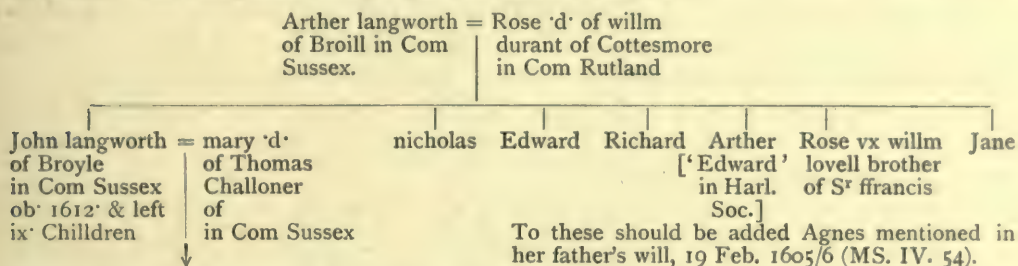 Arther langworth = Rose ·d· of willm
of Broill in Com durant of Cottesmore
Sussex. in Com Rutland
John langworth = mary ·d· nicholas Edward Richard Arther Rose vx willm Jane
of Broyle of Thomas ['Edward' lovell brother
in Com Sussex Challoner in Harl. of Sʳ ffrancis
ob· 1612· & left of Soc.]
ix· Chilldren in Com Sussex To these should be added Agnes mentioned in
her father's will, 19 Feb. 1605/6 (MS. IV. 54).